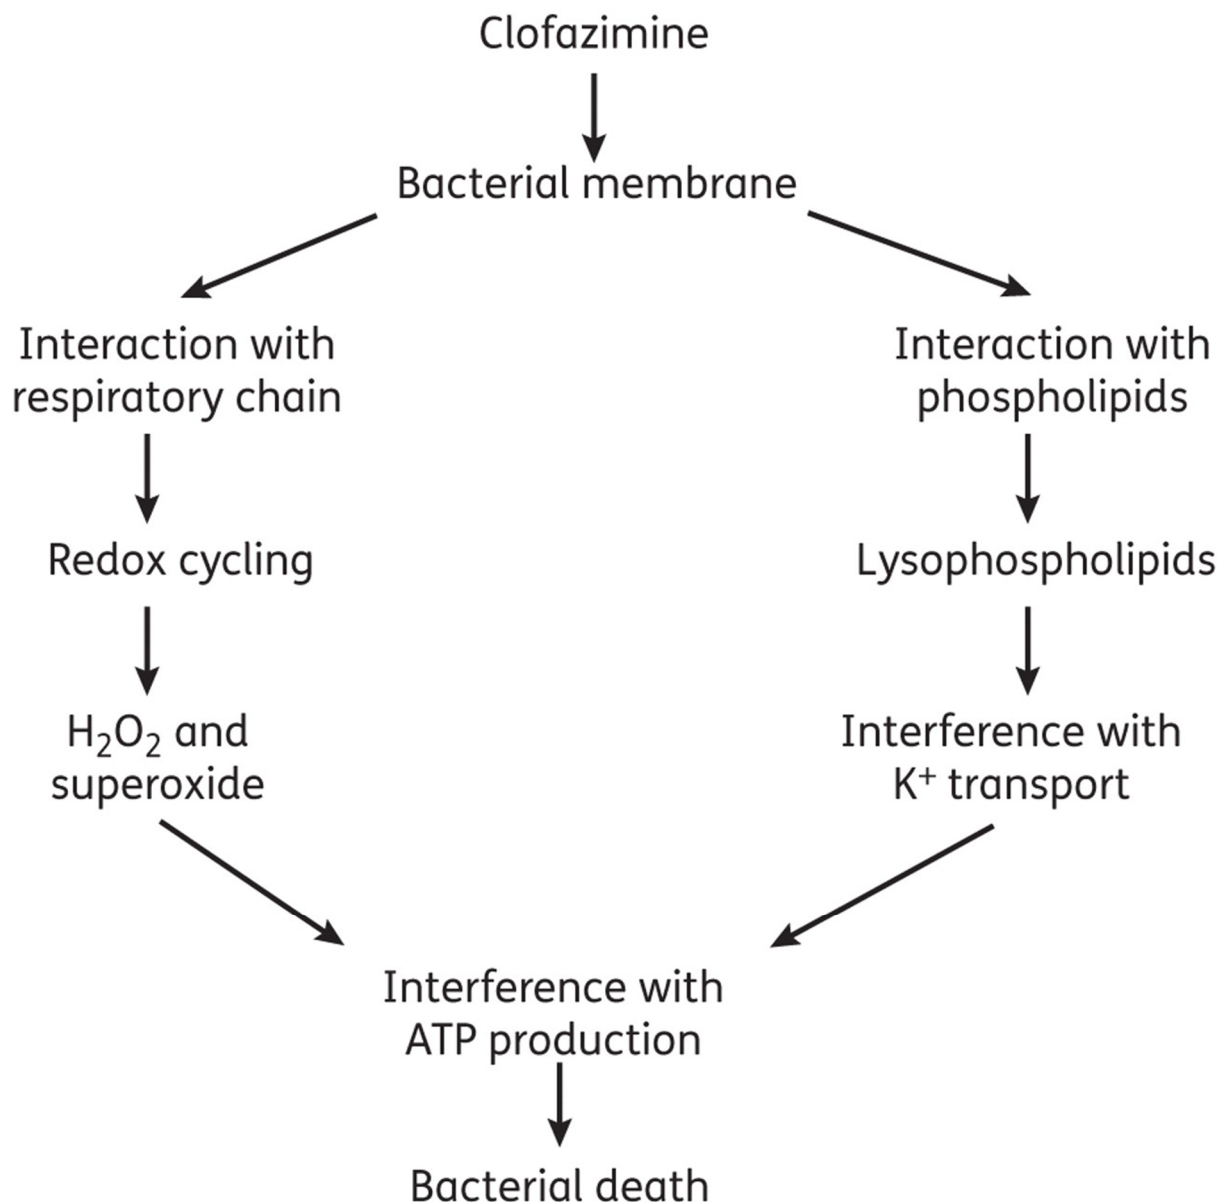 Clofazimine
Bacterial membrane
Interaction with
respiratory chain
Interaction with
phospholipids
Redox cycling
Lysophospholipids
H₂O₂ and
superoxide
Interference with
K⁺ transport
Interference with
ATP production
Bacterial death